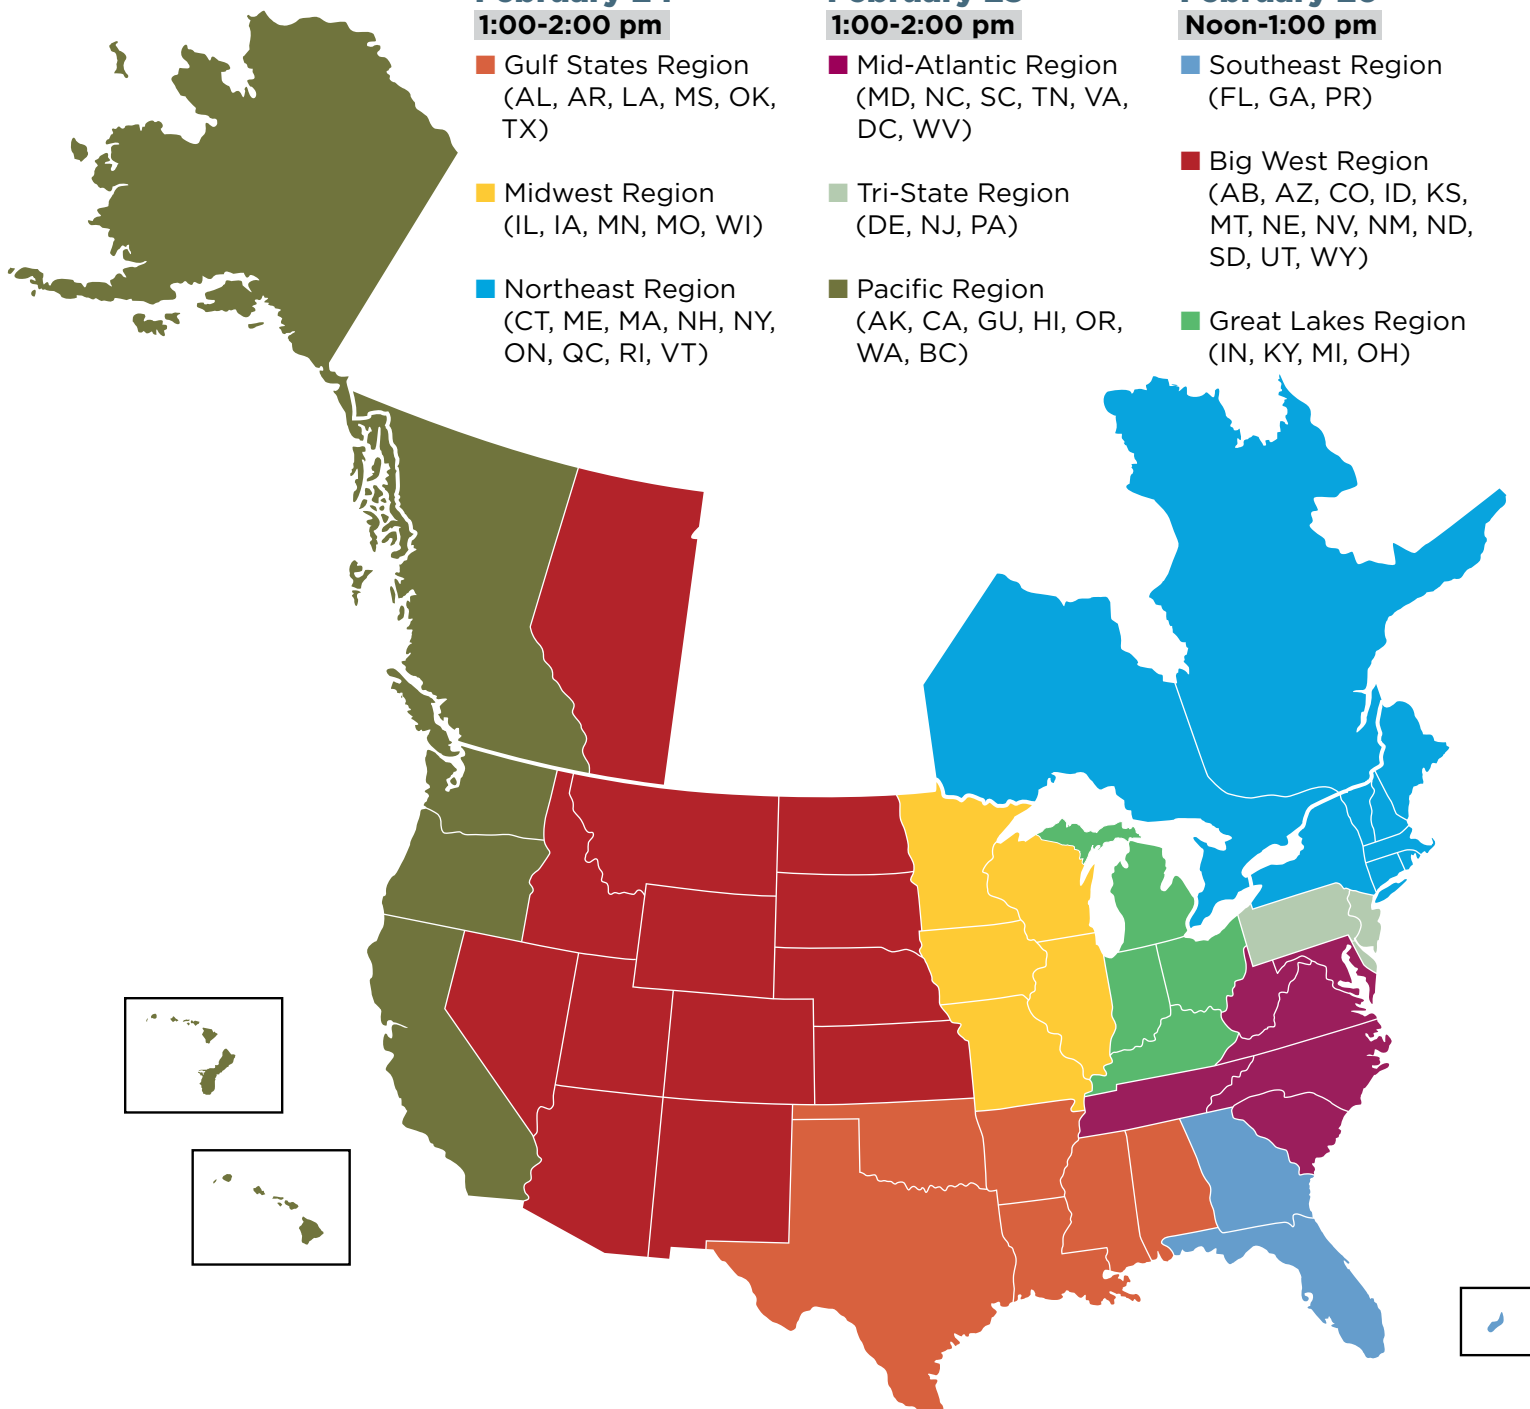 February 24
1:00-2:00 pm
Gulf States Region
(AL, AR, LA, MS, OK,
TX)
Midwest Region
(IL, IA, MN, MO, WI)
Northeast Region
(CT, ME, MA, NH, NY,
ON, QC, RI, VT)
February
1:00-2:00 pm
Mid-Atlantic Region
(MD, NC, SC, TN, VA,
DC, WV)
Tri-State Region
(DE, NJ, PA)
Pacific Region
(AK, CA, GU, HI, OR,
WA, BC)
February
Noon-1:00 pm
Southeast Region
(FL, GA, PR)
Big West Region
(AB, AZ, CO, ID, KS,
MT, NE, NV, NM, ND,
SD, UT, WY)
Great Lakes Region
(IN, KY, MI, OH)